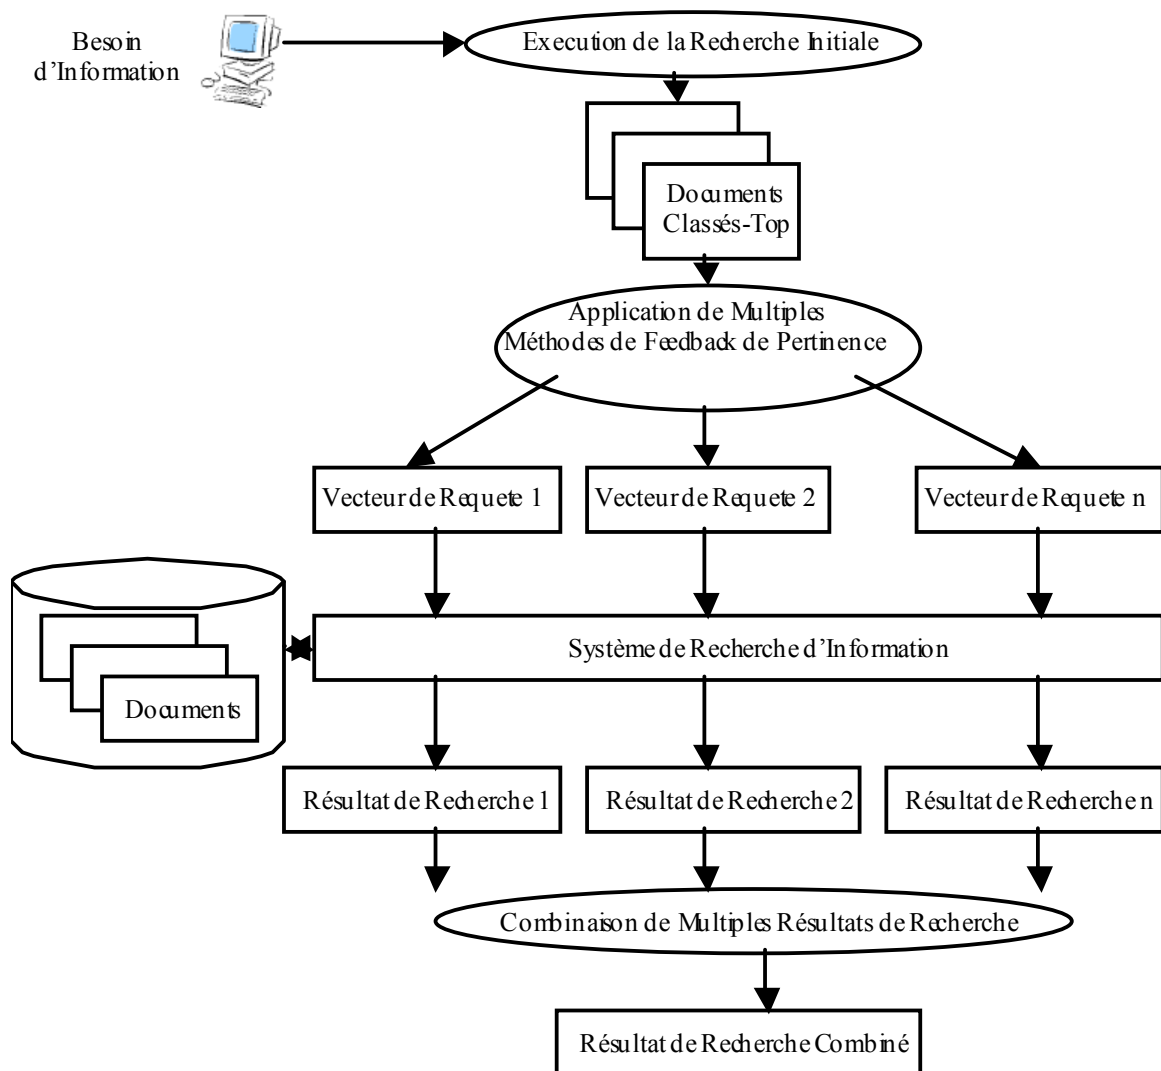 Besoin
d'Information
Execution de la Recherche Initiale
Documents
Classés-Top
Application de Multiples
Méthodes de Feedback de Pertinence
Vecteur de Requete 1
Vecteur de Requete 2
Vecteur de Requete n
Système de Recherche d'Information
Documents
Résultat de Recherche 1
Résultat de Recherche 2
Résultat de Recherche n
Combinaison de Multiples Résultats de Recherche
Résultat de Recherche Combiné